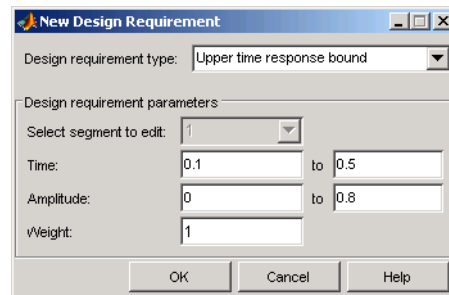 New Design Requirement
Design requirement type: Upper time response bound
Design requirement parameters
Select segment to edit: 1
Time: 0.1 to 0.5
Amplitude: 0 to 0.8
Weight: 1
OK Cancel Help